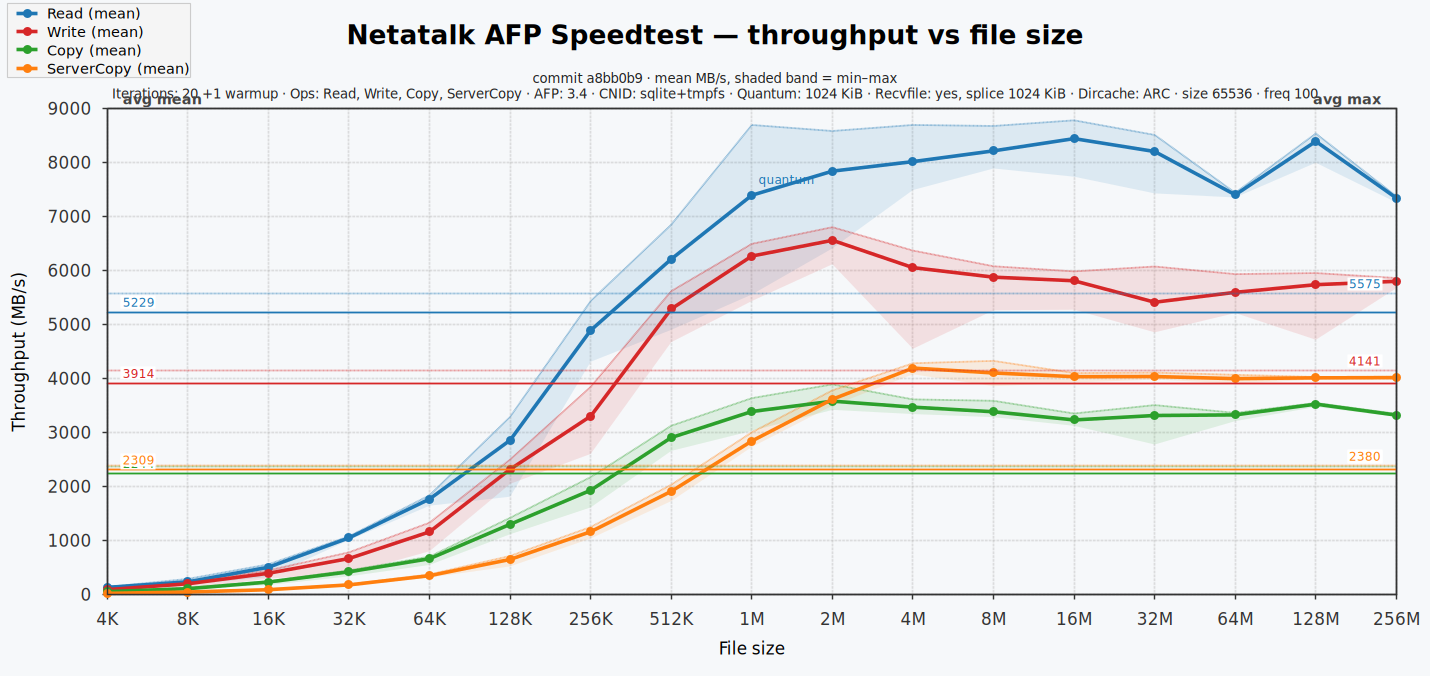 Read (mean)
Write (mean)
Copy (mean)
ServerCopy (mean)
Netatalk AFP Speedtest — throughput vs file size
commit a8bb0b9 · mean MB/s, shaded band = min–max
Iterations: 20 +1 warmup · Ops: Read, Write, Copy, ServerCopy · AFP: 3.4 · CNID: sqlite+tmpfs · Quantum: 1024 KiB · Recvfile: yes, splice 1024 KiB · Dircache: ARC · size 65536 · freq 100
avg mean
avg max
9000
8000
7000
6000
5000
4000
3000
2000
1000
0
Throughput (MB/s)
quantum
5229
5575
3914
4141
2309
2380
4K 8K 16K 32K 64K 128K 256K 512K 1M 2M 4M 8M 16M 32M 64M 128M 256M
File size